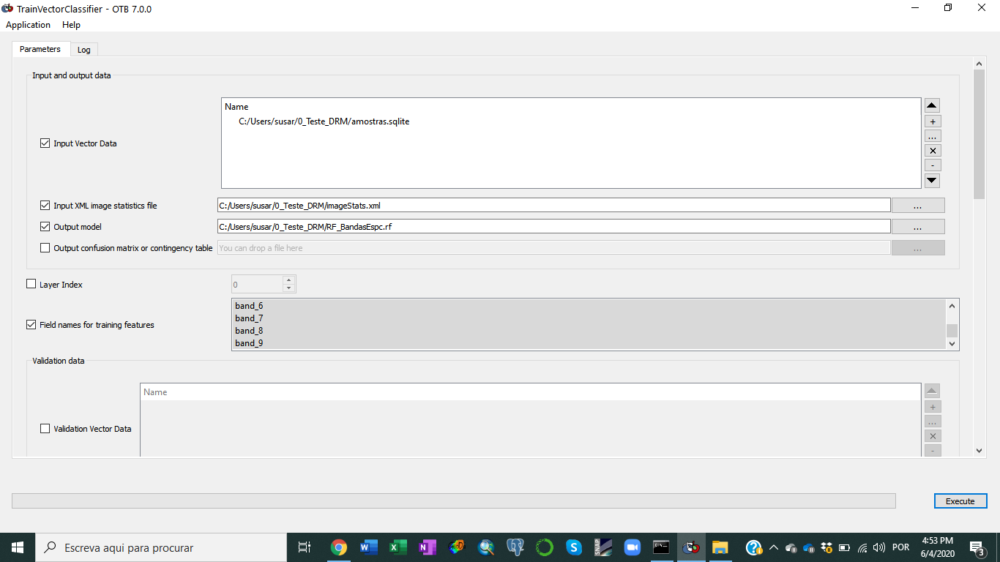 TrainVectorClassifier - OTB 7.0.0
Application Help
Parameters Log
Input and output data
Name
C:/Users/susar/0_Teste_DRM/amostras.sqlite
+
...
Input Vector Data
x
-
Input XML image statistics file C:/Users/susar/0_Teste_DRM/imageStats.xml ...
Output model C:/Users/susar/0_Teste_DRM/RF_BandasEspc.rf ...
Output confusion matrix or contingency table You can drop a file here ...
Layer Index 0
band_6
band_7
Field names for training features
band_8
band_9
Validation data
Name
+
...
Validation Vector Data
x
-
Execute
Escreva aqui para procurar
SNAP
POR
4:53 PM
6/4/2020
3